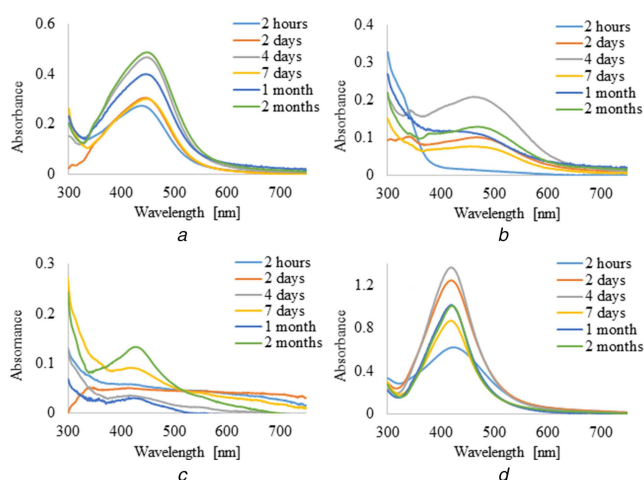 0.6
0.4
0.2
0
Absorbance
300 400 500 600 700
Wavelength [nm]
2 hours
2 days
4 days
7 days
1 month
2 months
a
0.4
0.3
0.2
0.1
0
Absorbance
300 400 500 600 700
Wavelength [nm]
2 hours
2 days
4 days
7 days
1 month
2 months
b
0.3
0.2
0.1
0
Absornance
300 400 500 600 700
Wavelength [nm]
2 hours
2 days
4 days
7 days
1 month
2 months
c
1.2
0.8
0.4
0
Absorbance
300 400 500 600 700
Wavelength [nm]
2 hours
2 days
4 days
7 days
1 month
2 months
d